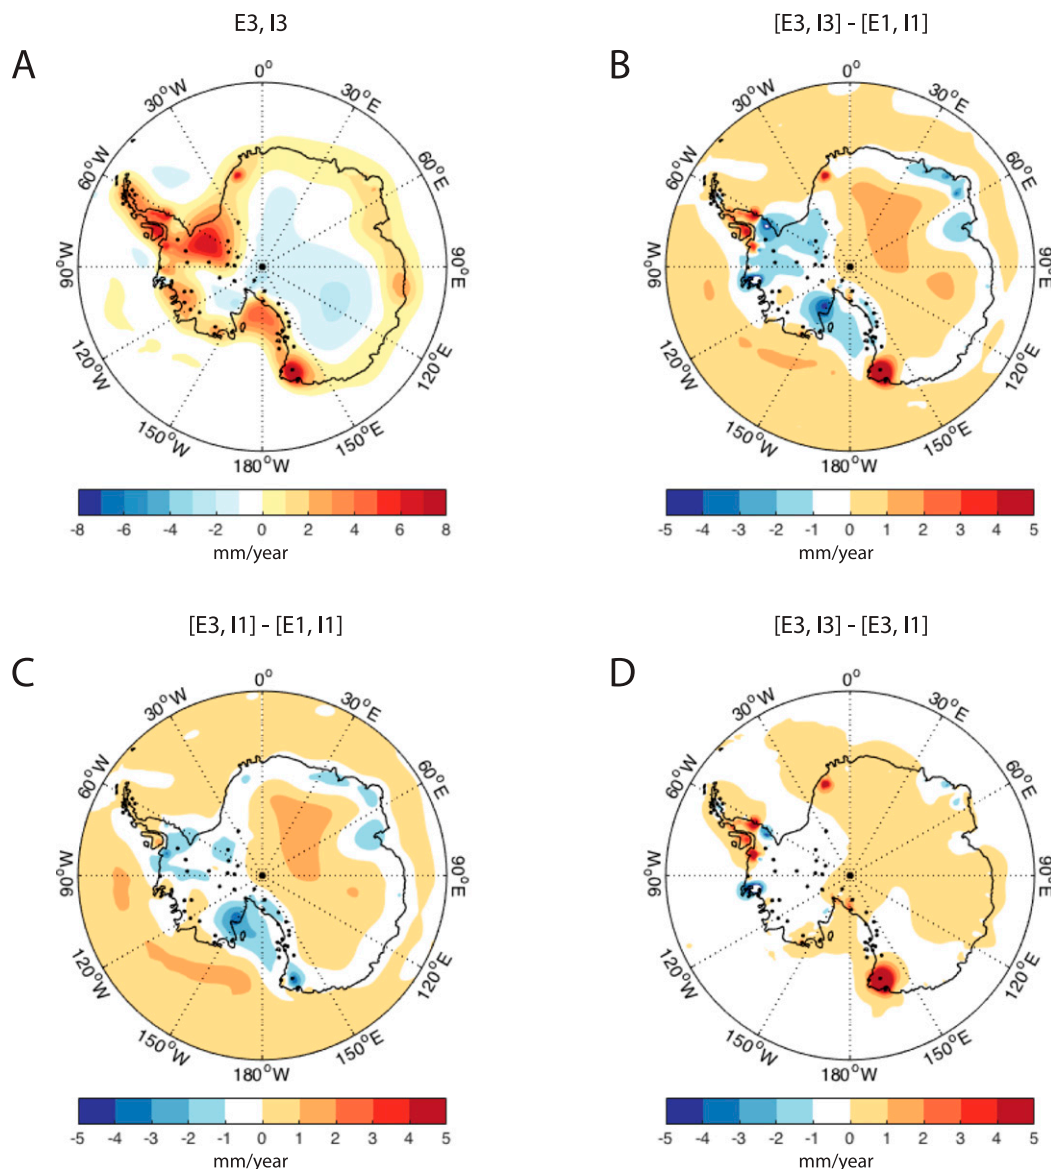 E3, I3
[E3, I3] - [E1, I1]
A
B
0°
30°E
60°E
90°E
120°E
150°E
180°W
150°W
120°W
90°W
60°W
30°W
0°
30°E
60°E
90°E
120°E
150°E
180°W
150°W
120°W
90°W
60°W
30°W
-8 -6 -4 -2 0 2 4 6 8
mm/year
-5 -4 -3 -2 -1 0 1 2 3 4 5
mm/year
[E3, I1] - [E1, I1]
[E3, I3] - [E3, I1]
C
D
0°
30°E
60°E
90°E
120°E
150°E
180°W
150°W
120°W
90°W
60°W
30°W
0°
30°E
60°E
90°E
120°E
150°E
180°W
150°W
120°W
90°W
60°W
30°W
-5 -4 -3 -2 -1 0 1 2 3 4 5
mm/year
-5 -4 -3 -2 -1 0 1 2 3 4 5
mm/year